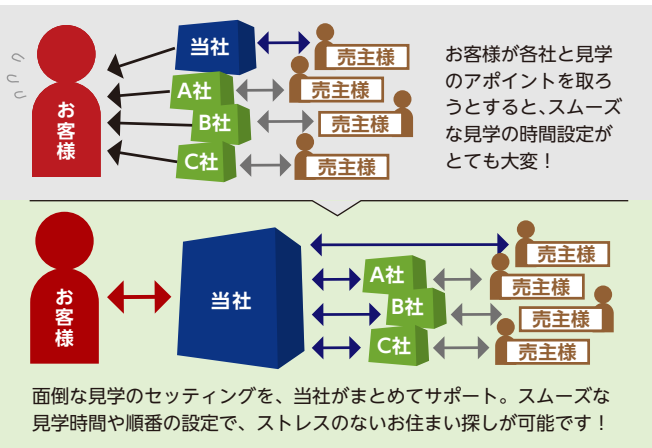 お客様
当社
売主様
A社
売主様
B社
売主様
C社
売主様
お客様が各社と見学
のアポイントを取ろ
うとすると、スムーズ
な見学の時間設定が
とても大変！
お客様
当社
売主様
A社
売主様
B社
売主様
C社
売主様
面倒な見学のセッティングを、当社がまとめてサポート。スムーズな
見学時間や順番の設定で、ストレスのないお住まい探しが可能です！